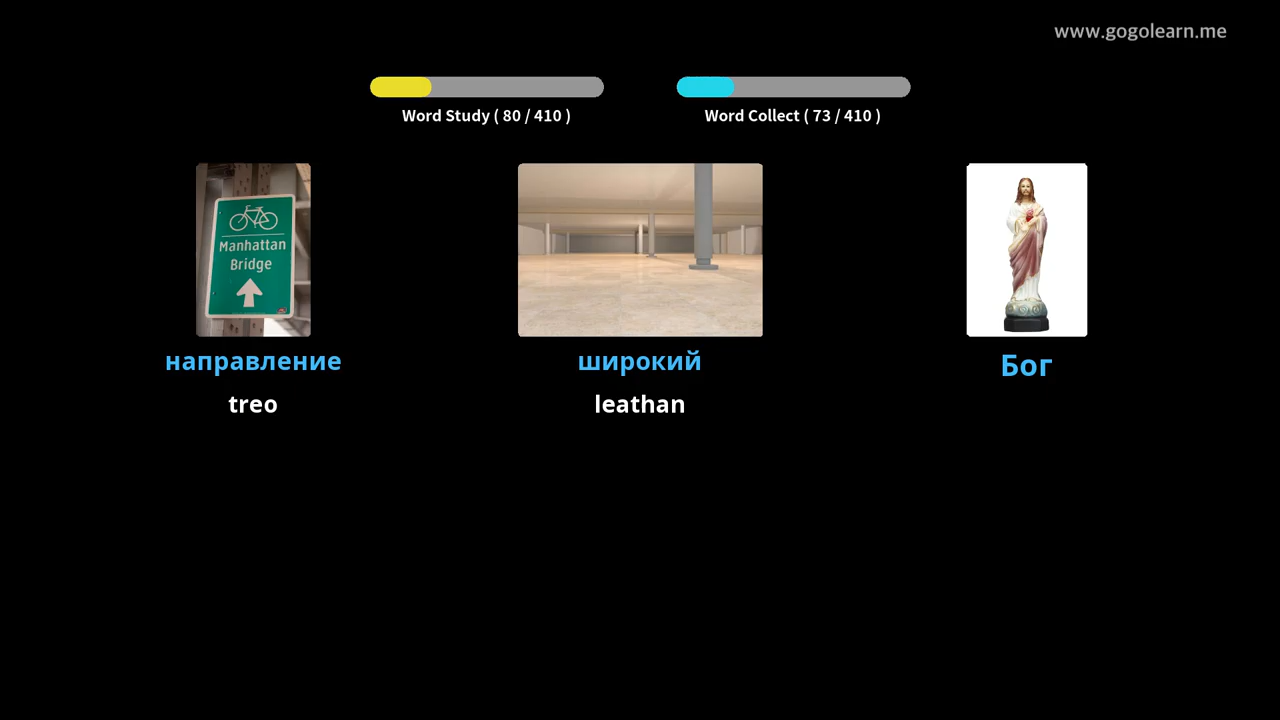 www.gogolearn.me
Word Study ( 80 / 410 )
Word Collect ( 73 / 410 )
Manhattan
Bridge
направление
широкий
Бог
treo
leathan